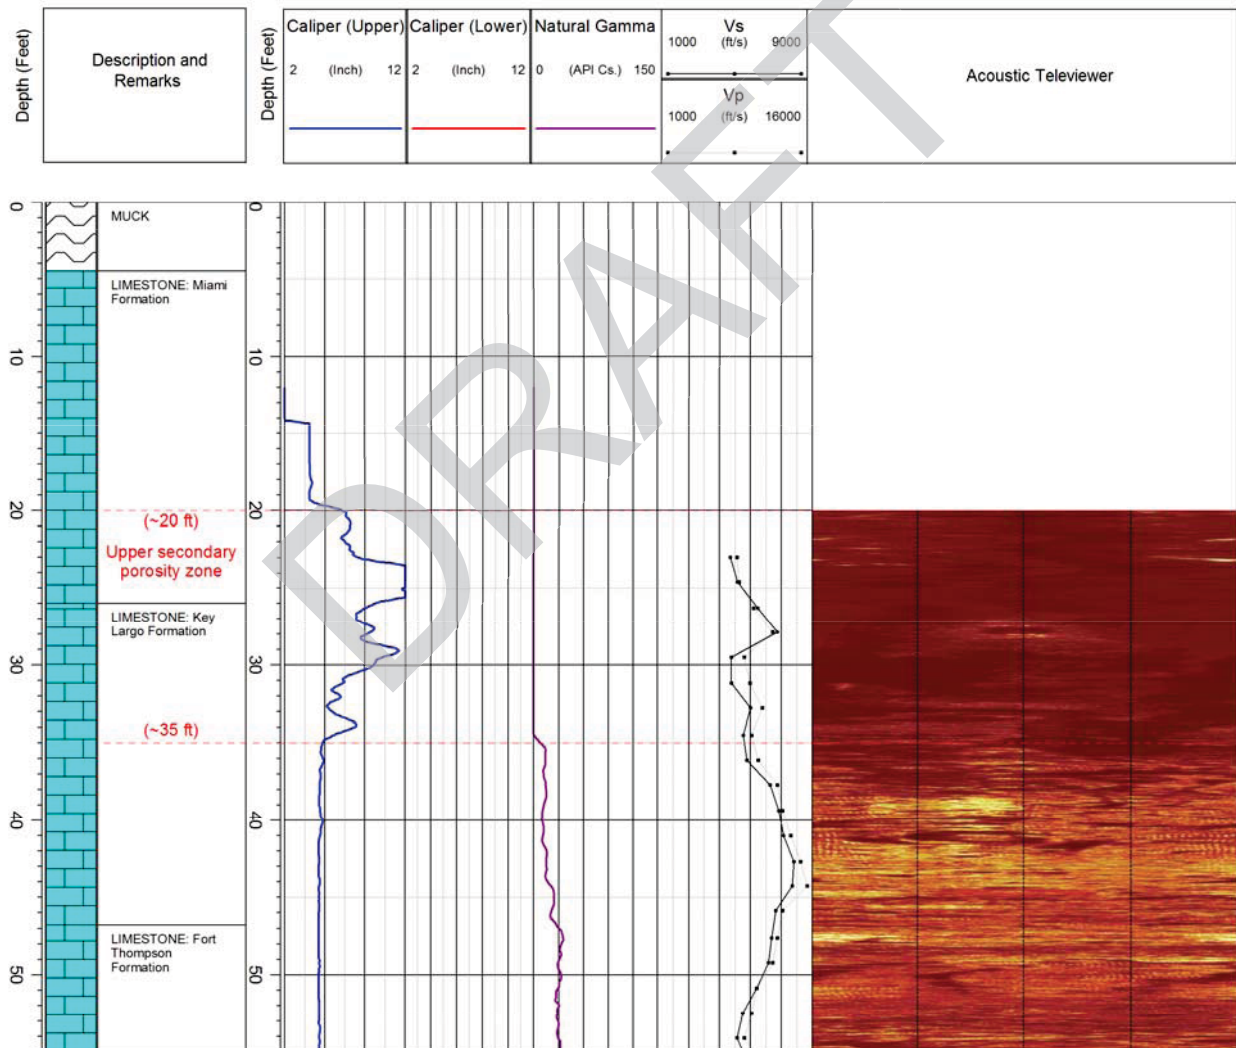 Depth (Feet)
Description and
Remarks
Depth (Feet)
Caliper (Upper)
2 (Inch) 12
Caliper (Lower)
2 (Inch) 12
Natural Gamma
0 (API Cs.) 150
Vs
1000 (ft/s) 9000
Vp
1000 (ft/s) 16000
Acoustic Televiewer
DRAFT
0
MUCK
0
LIMESTONE: Miami
Formation
10
10
20
(~20 ft)
20
Upper secondary
porosity zone
LIMESTONE: Key
Largo Formation
30
30
(~35 ft)
40
40
LIMESTONE: Fort
Thompson
Formation
50
50